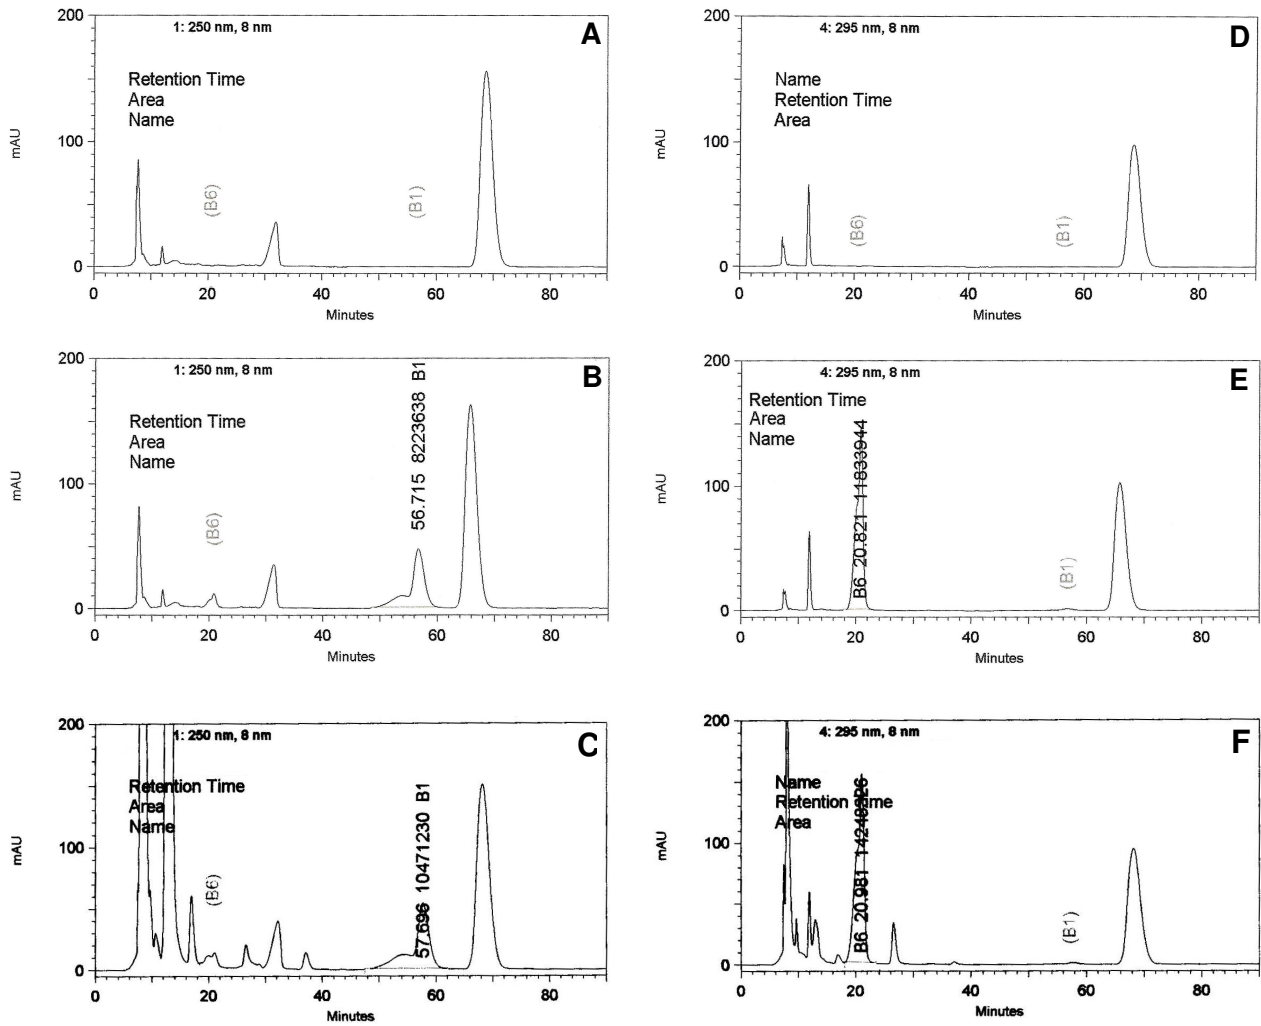 200
1: 250 nm, 8 nm
A
Retention Time
Area
Name
mAU
100
(B6)
(B1)
0
0 20 40 60 80
Minutes
200
4: 295 nm, 8 nm
D
Name
Retention Time
Area
mAU
100
(B6)
(B1)
0
0 20 40 60 80
Minutes
200
1: 250 nm, 8 nm
B
Retention Time
Area
Name
mAU
100
(B6)
56.715 8223638 B1
0
0 20 40 60 80
Minutes
200
4: 295 nm, 8 nm
E
Retention Time
Area
Name
mAU
100
B6 20.821 11833944
(B1)
0
0 20 40 60 80
Minutes
200
1: 250 nm, 8 nm
C
Retention Time
Area
Name
mAU
100
(B6)
57.696 10471230 B1
0
0 20 40 60 80
Minutes
200
4: 295 nm, 8 nm
F
Name
Retention Time
Area
mAU
100
B6 20.981
(B1)
0
0 20 40 60 80
Minutes